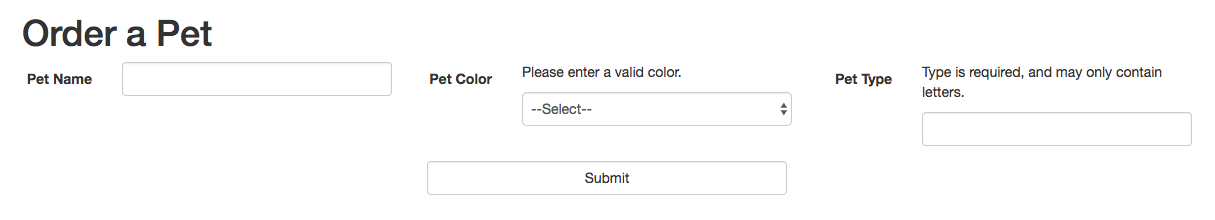 Order a Pet
Pet Name
Pet Color
Please enter a valid color.
--Select--
Pet Type
Type is required, and may only contain
letters.
Submit